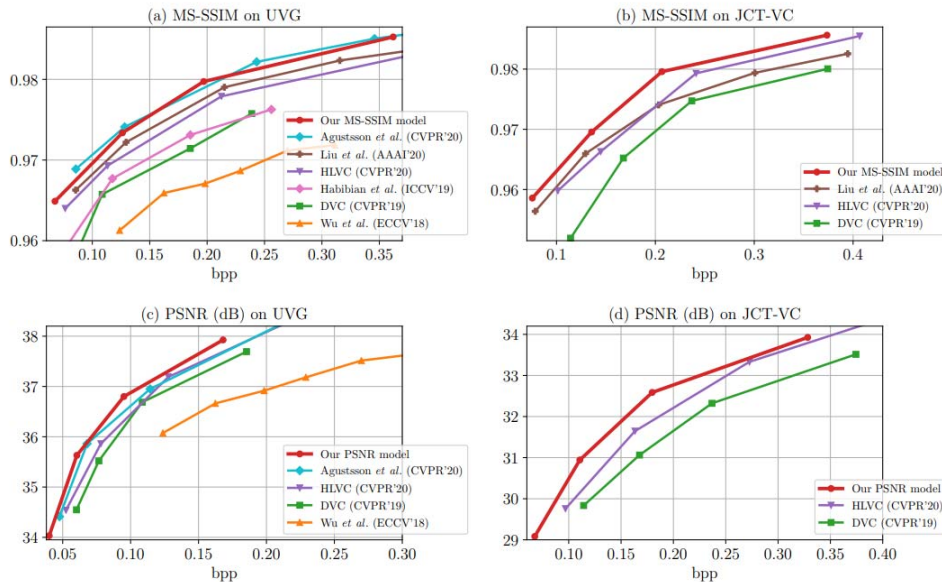 (a) MS-SSIM on UVG
0.98
0.97
0.96
0.10 0.15 0.20 0.25 0.30 0.35
bpp
Our MS-SSIM model
Agustsson et al. (CVPR'20)
Liu et al. (AAAI'20)
HLVC (CVPR'20)
Habibian et al. (ICCV'19)
DVC (CVPR'19)
Wu et al. (ECCV'18)
(b) MS-SSIM on JCT-VC
0.98
0.97
0.96
0.1 0.2 0.3 0.4
bpp
Our MS-SSIM model
Liu et al. (AAAI'20)
HLVC (CVPR'20)
DVC (CVPR'19)
(c) PSNR (dB) on UVG
38
37
36
35
34
0.05 0.10 0.15 0.20 0.25 0.30
bpp
Our PSNR model
Agustsson et al. (CVPR'20)
HLVC (CVPR'20)
DVC (CVPR'19)
Wu et al. (ECCV'18)
(d) PSNR (dB) on JCT-VC
34
33
32
31
30
29
0.10 0.15 0.20 0.25 0.30 0.35 0.40
bpp
Our PSNR model
HLVC (CVPR'20)
DVC (CVPR'19)